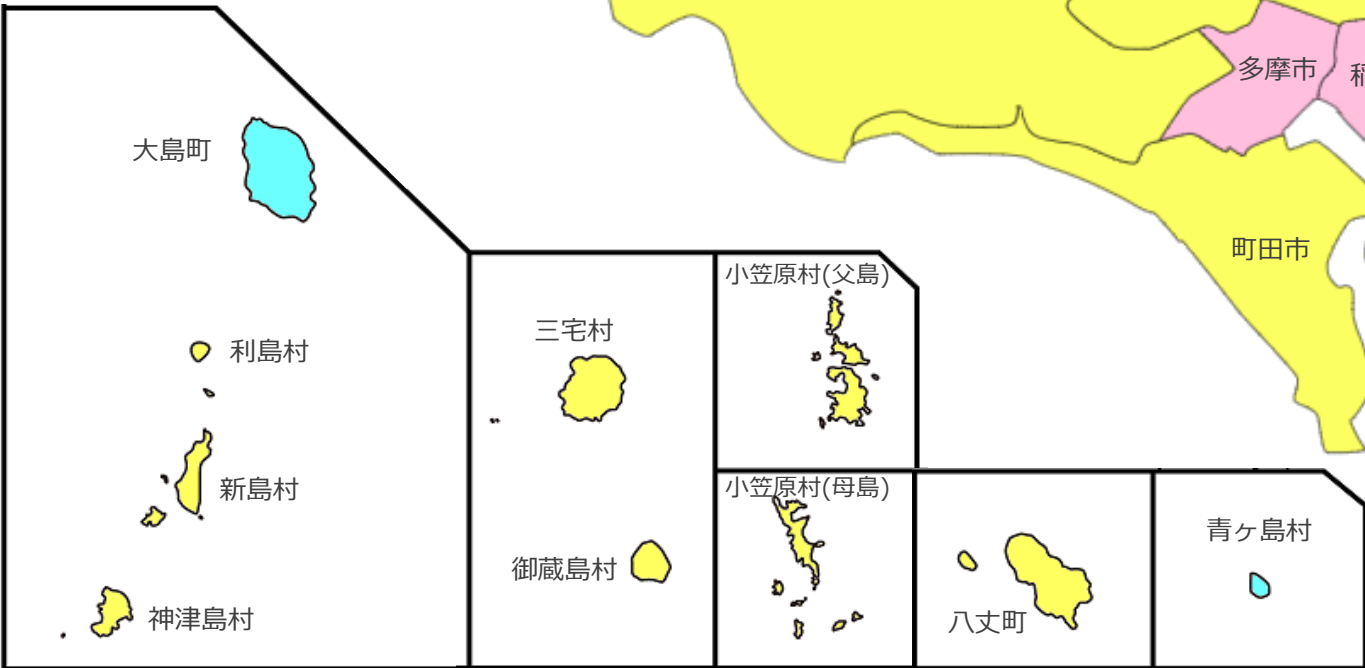 多摩市
稲
大島町
町田市
小笠原村(父島)
三宅村
利島村
小笠原村(母島)
新島村
青ヶ島村
御蔵島村
神津島村
八丈町